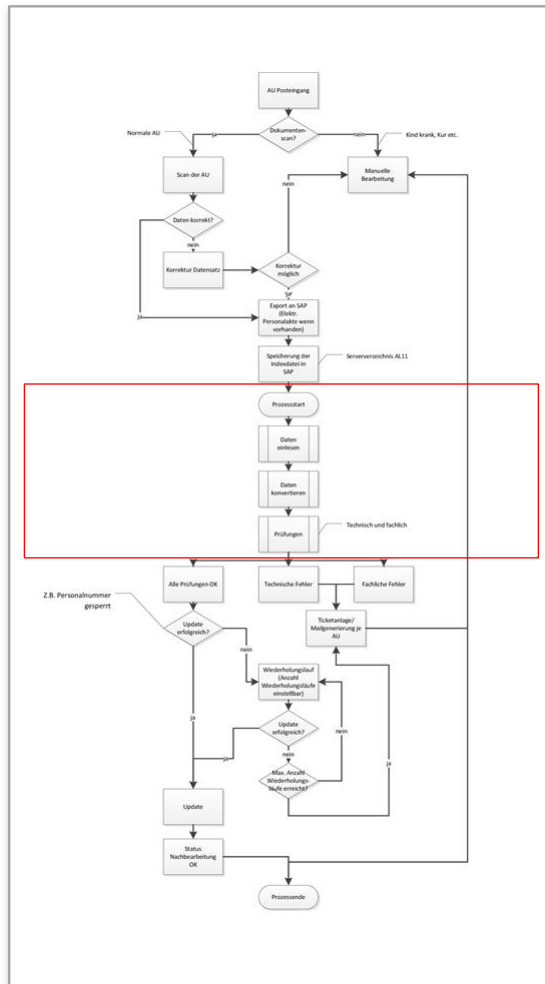 AU Posteingang
Dokumenten-
scan?
ja
nein
Normale AU
Kind krank, Kur etc.
Scan der AU
Manuelle
Bearbeitung
nein
Daten korrekt?
nein
Korrektur Datensatz
Korrektur
möglich
ja
ja
Export an SAP
(Elektr.
Personalakte wenn
vorhanden)
Speicherung der
Indexdatei in
SAP
Serververzeichnis AL11
Prozessstart
Daten
einlesen
Daten
konvertieren
Prüfungen
Technisch und fachlich
Alle Prüfungen OK
Technische Fehler
Fachliche Fehler
Z.B. Personalnummer
gesperrt
Update
erfolgreich?
Ticketanlage/
Mailgenerierung je
AU
nein
Wiederholungslauf
(Anzahl
Wiederholungsläufe
einstellbar)
ja
Update
erfolgreich?
nein
ja
nein
Max. Anzahl
Wiederholungs-
läufe erreicht?
ja
Update
Status
Nachbearbeitung
OK
Prozessende